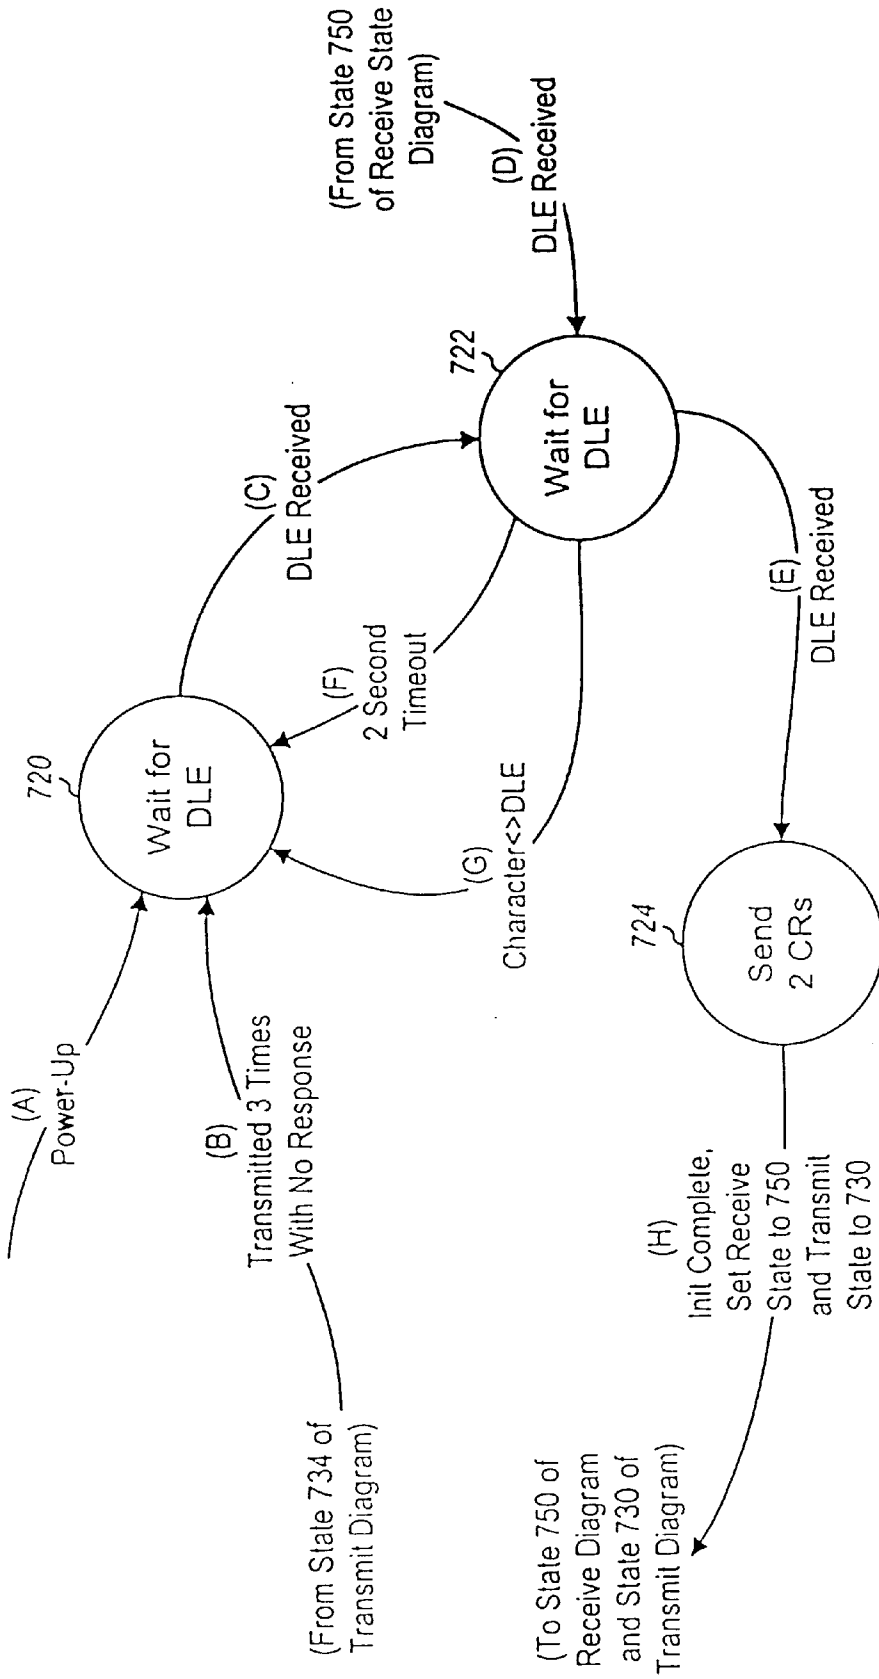 (A)
Power-Up
720
Wait for
DLE
(B)
Transmitted 3 Times
With No Response
(From State 734 of
Transmit Diagram)
(C)
DLE Received
(F)
2 Second
Timeout
(G)
Character<>DLE
722
Wait for
DLE
(From State 750
of Receive State
Diagram)
(D)
DLE Received
(E)
DLE Received
724
Send
2 CRs
(H)
Init Complete,
Set Receive
State to 750
and Transmit
State to 730
(To State 750 of
Receive Diagram
and State 730 of
Transmit Diagram)